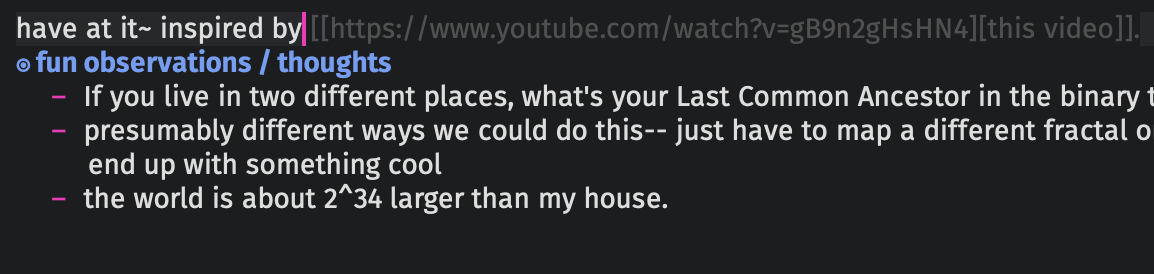 have at it~ inspired by [[https://www.youtube.com/watch?v=gB9n2gHsHN4][this video]].
fun observations / thoughts
– If you live in two different places, what's your Last Common Ancestor in the binary
– presumably different ways we could do this-- just have to map a different fractal
end up with something cool
– the world is about 2^34 larger than my house.